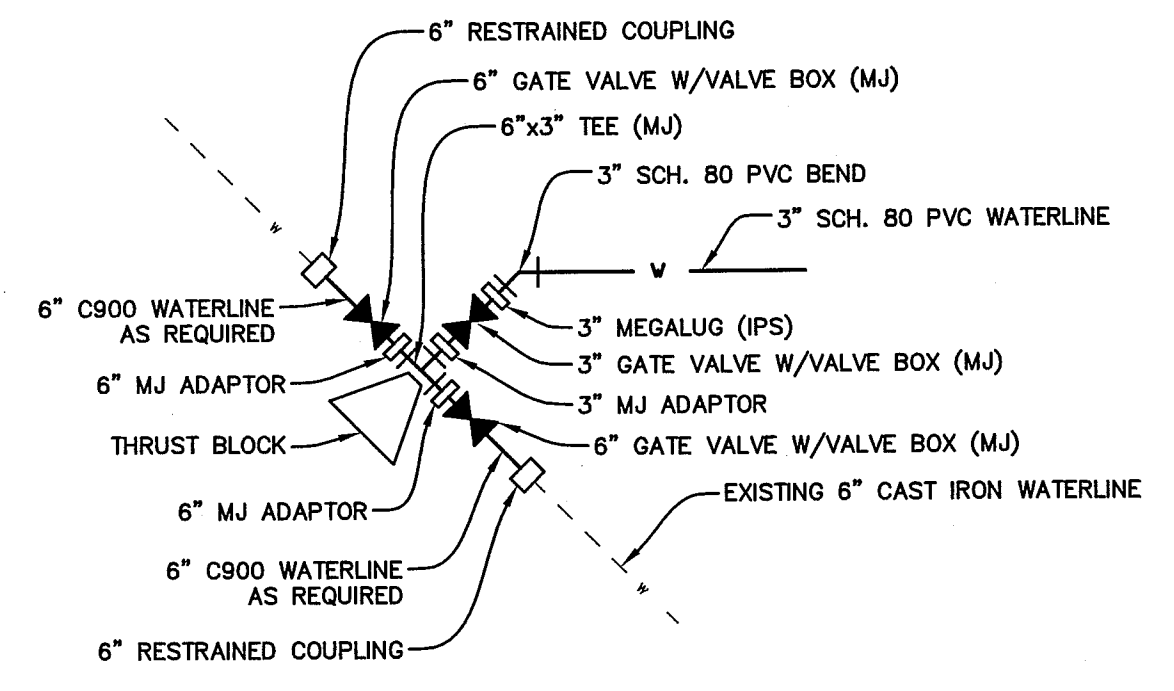 6" RESTRAINED COUPLING
6" GATE VALVE W/VALVE BOX (MJ)
6"x3" TEE (MJ)
3" SCH. 80 PVC BEND
3" SCH. 80 PVC WATERLINE
W
W
6" C900 WATERLINE
AS REQUIRED
3" MEGALUG (IPS)
3" GATE VALVE W/VALVE BOX (MJ)
6" MJ ADAPTOR
3" MJ ADAPTOR
THRUST BLOCK
6" GATE VALVE W/VALVE BOX (MJ)
EXISTING 6" CAST IRON WATERLINE
6" MJ ADAPTOR
6" C900 WATERLINE
AS REQUIRED
W
6" RESTRAINED COUPLING